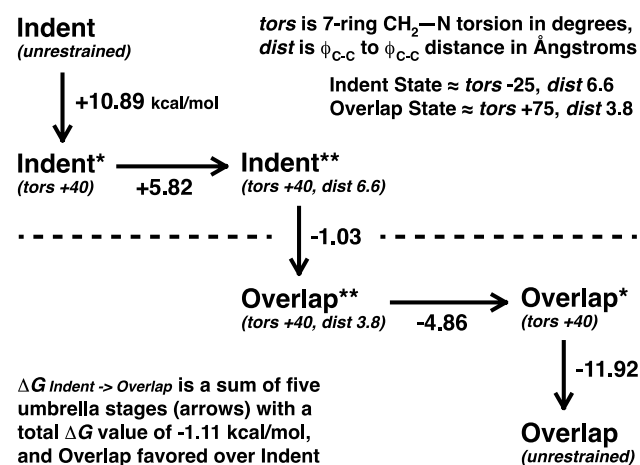 Indent
(unrestrained)
tors is 7-ring CH₂—N torsion in degrees,
dist is ϕC-C to ϕC-C distance in Ångstroms
Indent State ≈ tors -25, dist 6.6
Overlap State ≈ tors +75, dist 3.8
+10.89 kcal/mol
Indent*
(tors +40)
+5.82
Indent**
(tors +40, dist 6.6)
-1.03
Overlap**
(tors +40, dist 3.8)
-4.86
Overlap*
(tors +40)
-11.92
Overlap
(unrestrained)
ΔG Indent -> Overlap is a sum of five
umbrella stages (arrows) with a
total ΔG value of -1.11 kcal/mol,
and Overlap favored over Indent